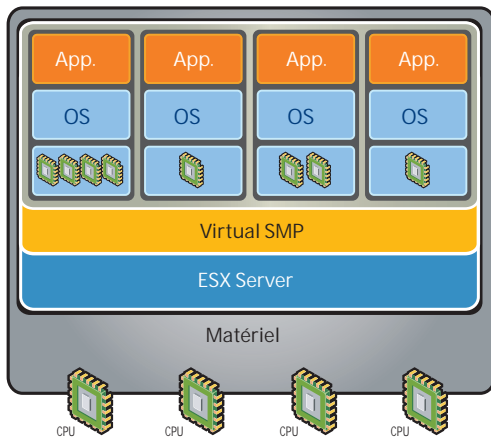 App. App. App. App.
OS OS OS OS
Virtual SMP
ESX Server
Matériel
CPU CPU CPU CPU